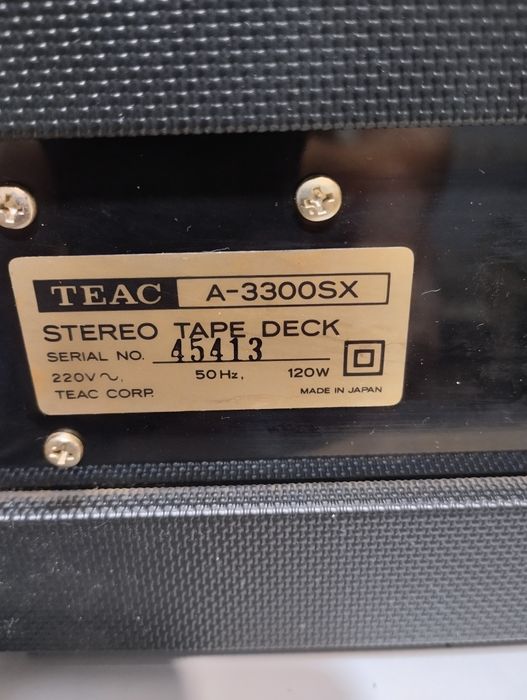 TEAC A-3300SX
STEREO TAPE DECK
SERIAL NO. 45413
220V~, 50Hz, 120W
TEAC CORP. MADE IN JAPAN